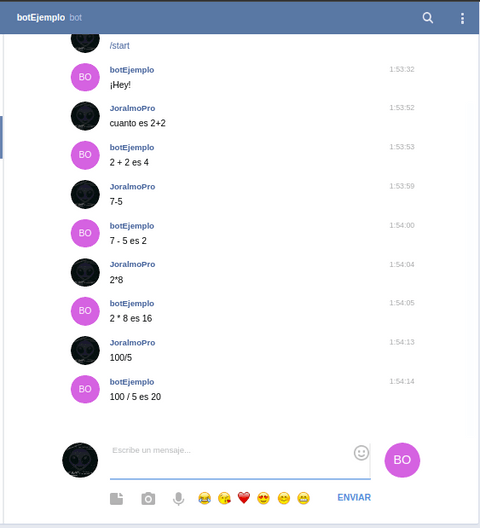 botEjemplo bot
/start
botEjemplo 1:53:32
¡Hey!
JoralmoPro 1:53:52
cuanto es 2+2
botEjemplo 1:53:53
2 + 2 es 4
JoralmoPro 1:53:59
7-5
botEjemplo 1:54:00
7 - 5 es 2
JoralmoPro 1:54:04
2*8
botEjemplo 1:54:05
2 * 8 es 16
JoralmoPro 1:54:13
100/5
botEjemplo 1:54:14
100 / 5 es 20
BO
BO
BO
BO
BO
Escribe un mensaje...
BO
ENVIAR